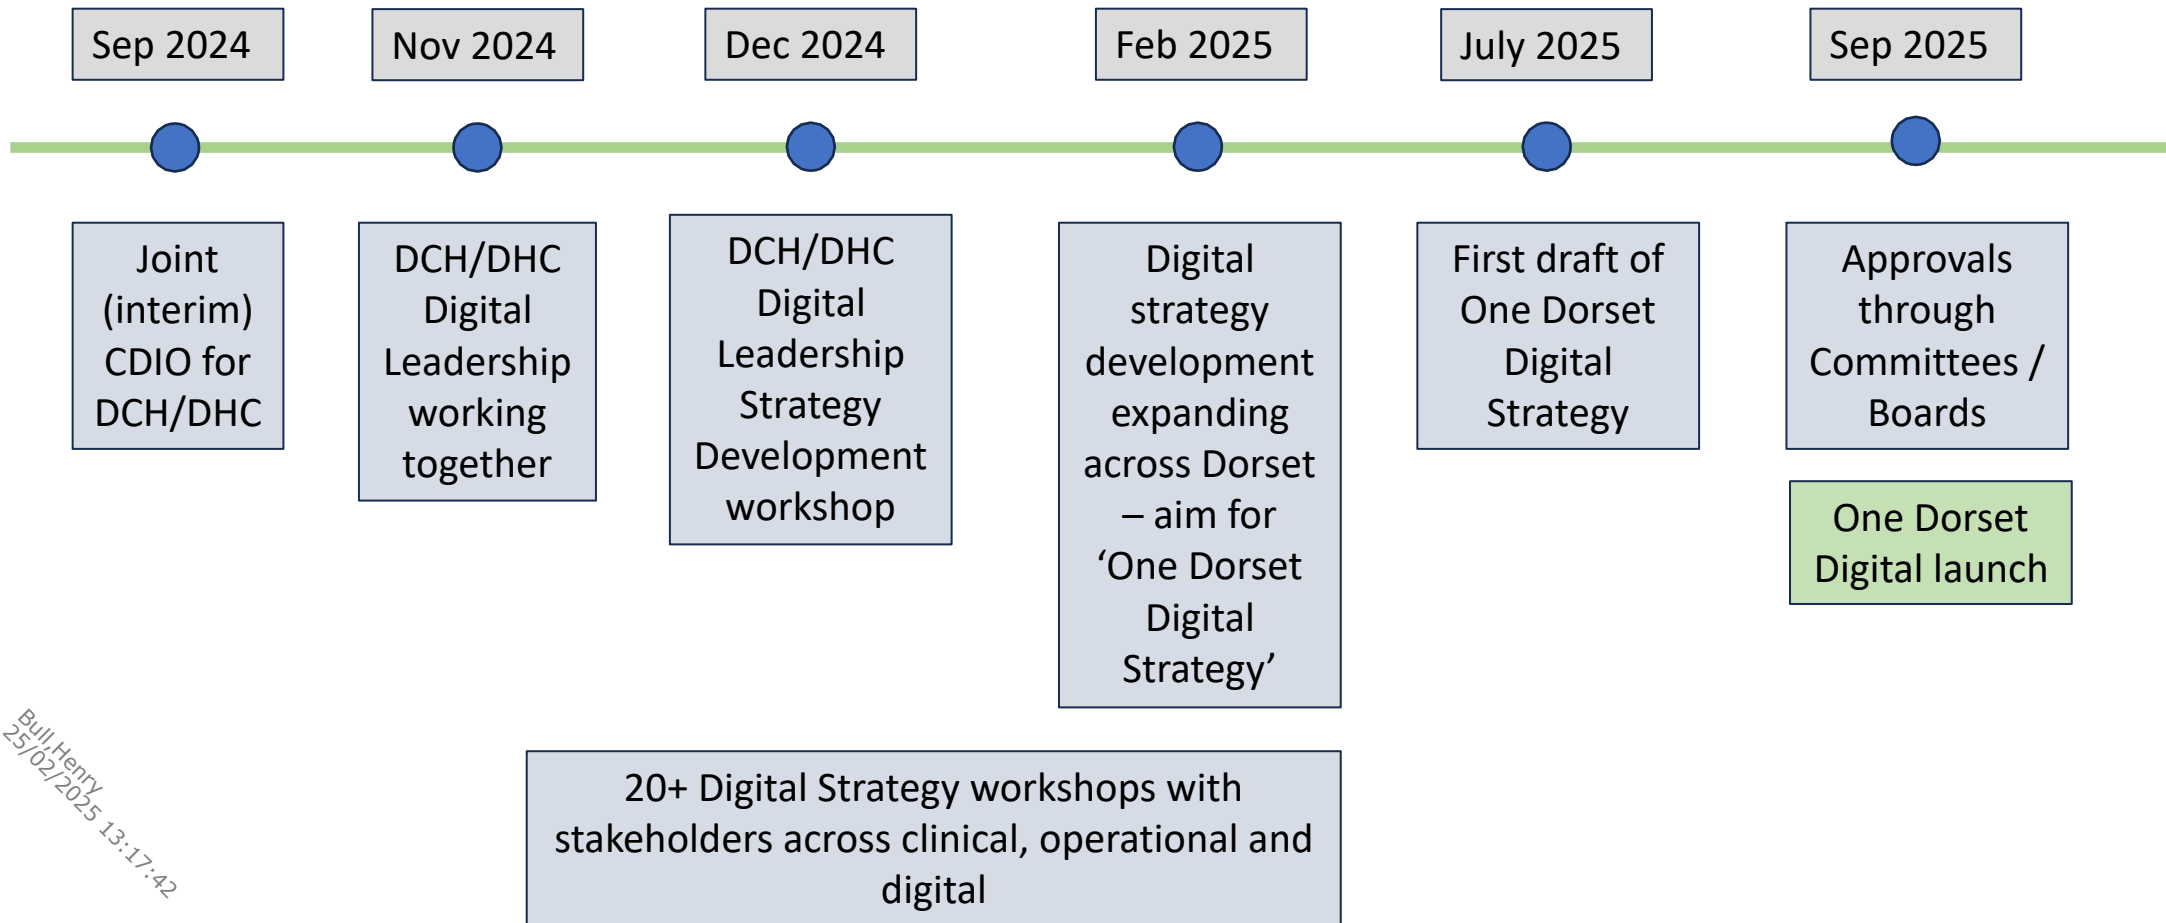 Sep 2024
Nov 2024
Dec 2024
Feb 2025
July 2025
Sep 2025
Joint
(interim)
CDIO for
DCH/DHC
DCH/DHC
Digital
Leadership
working
together
DCH/DHC
Digital
Leadership
Strategy
Development
workshop
Digital
strategy
development
expanding
across Dorset
– aim for
‘One Dorset
Digital
Strategy’
First draft of
One Dorset
Digital
Strategy
Approvals
through
Committees /
Boards
One Dorset
Digital launch
20+ Digital Strategy workshops with
stakeholders across clinical, operational and
digital
Bull,Henry
25/02/2025 13:17:42